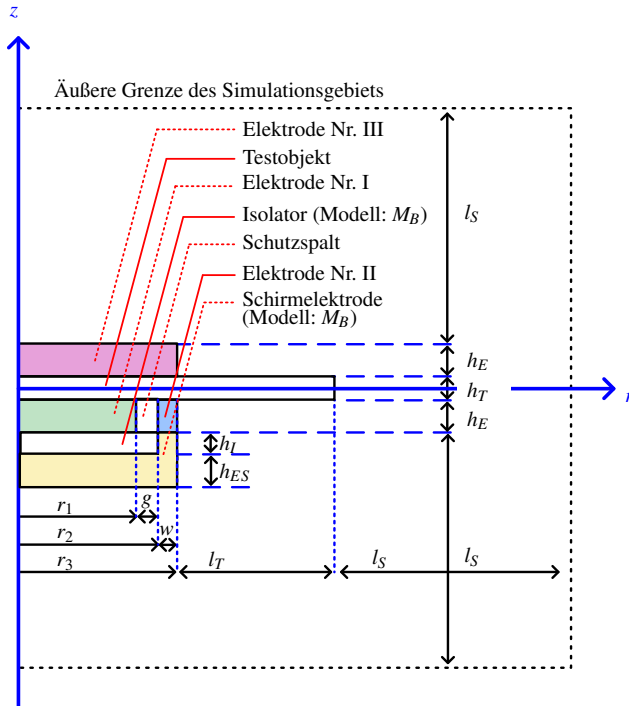 z
Äußere Grenze des Simulationsgebiets
Elektrode Nr. III
Testobjekt
Elektrode Nr. I
Isolator (Modell: M_B)
Schutzspalt
Elektrode Nr. II
Schirmelektrode
(Modell: M_B)
l_S
h_E
h_T
r
h_E
h_I
h_ES
r_1
g
r_2
w
r_3
l_T
l_S
l_S